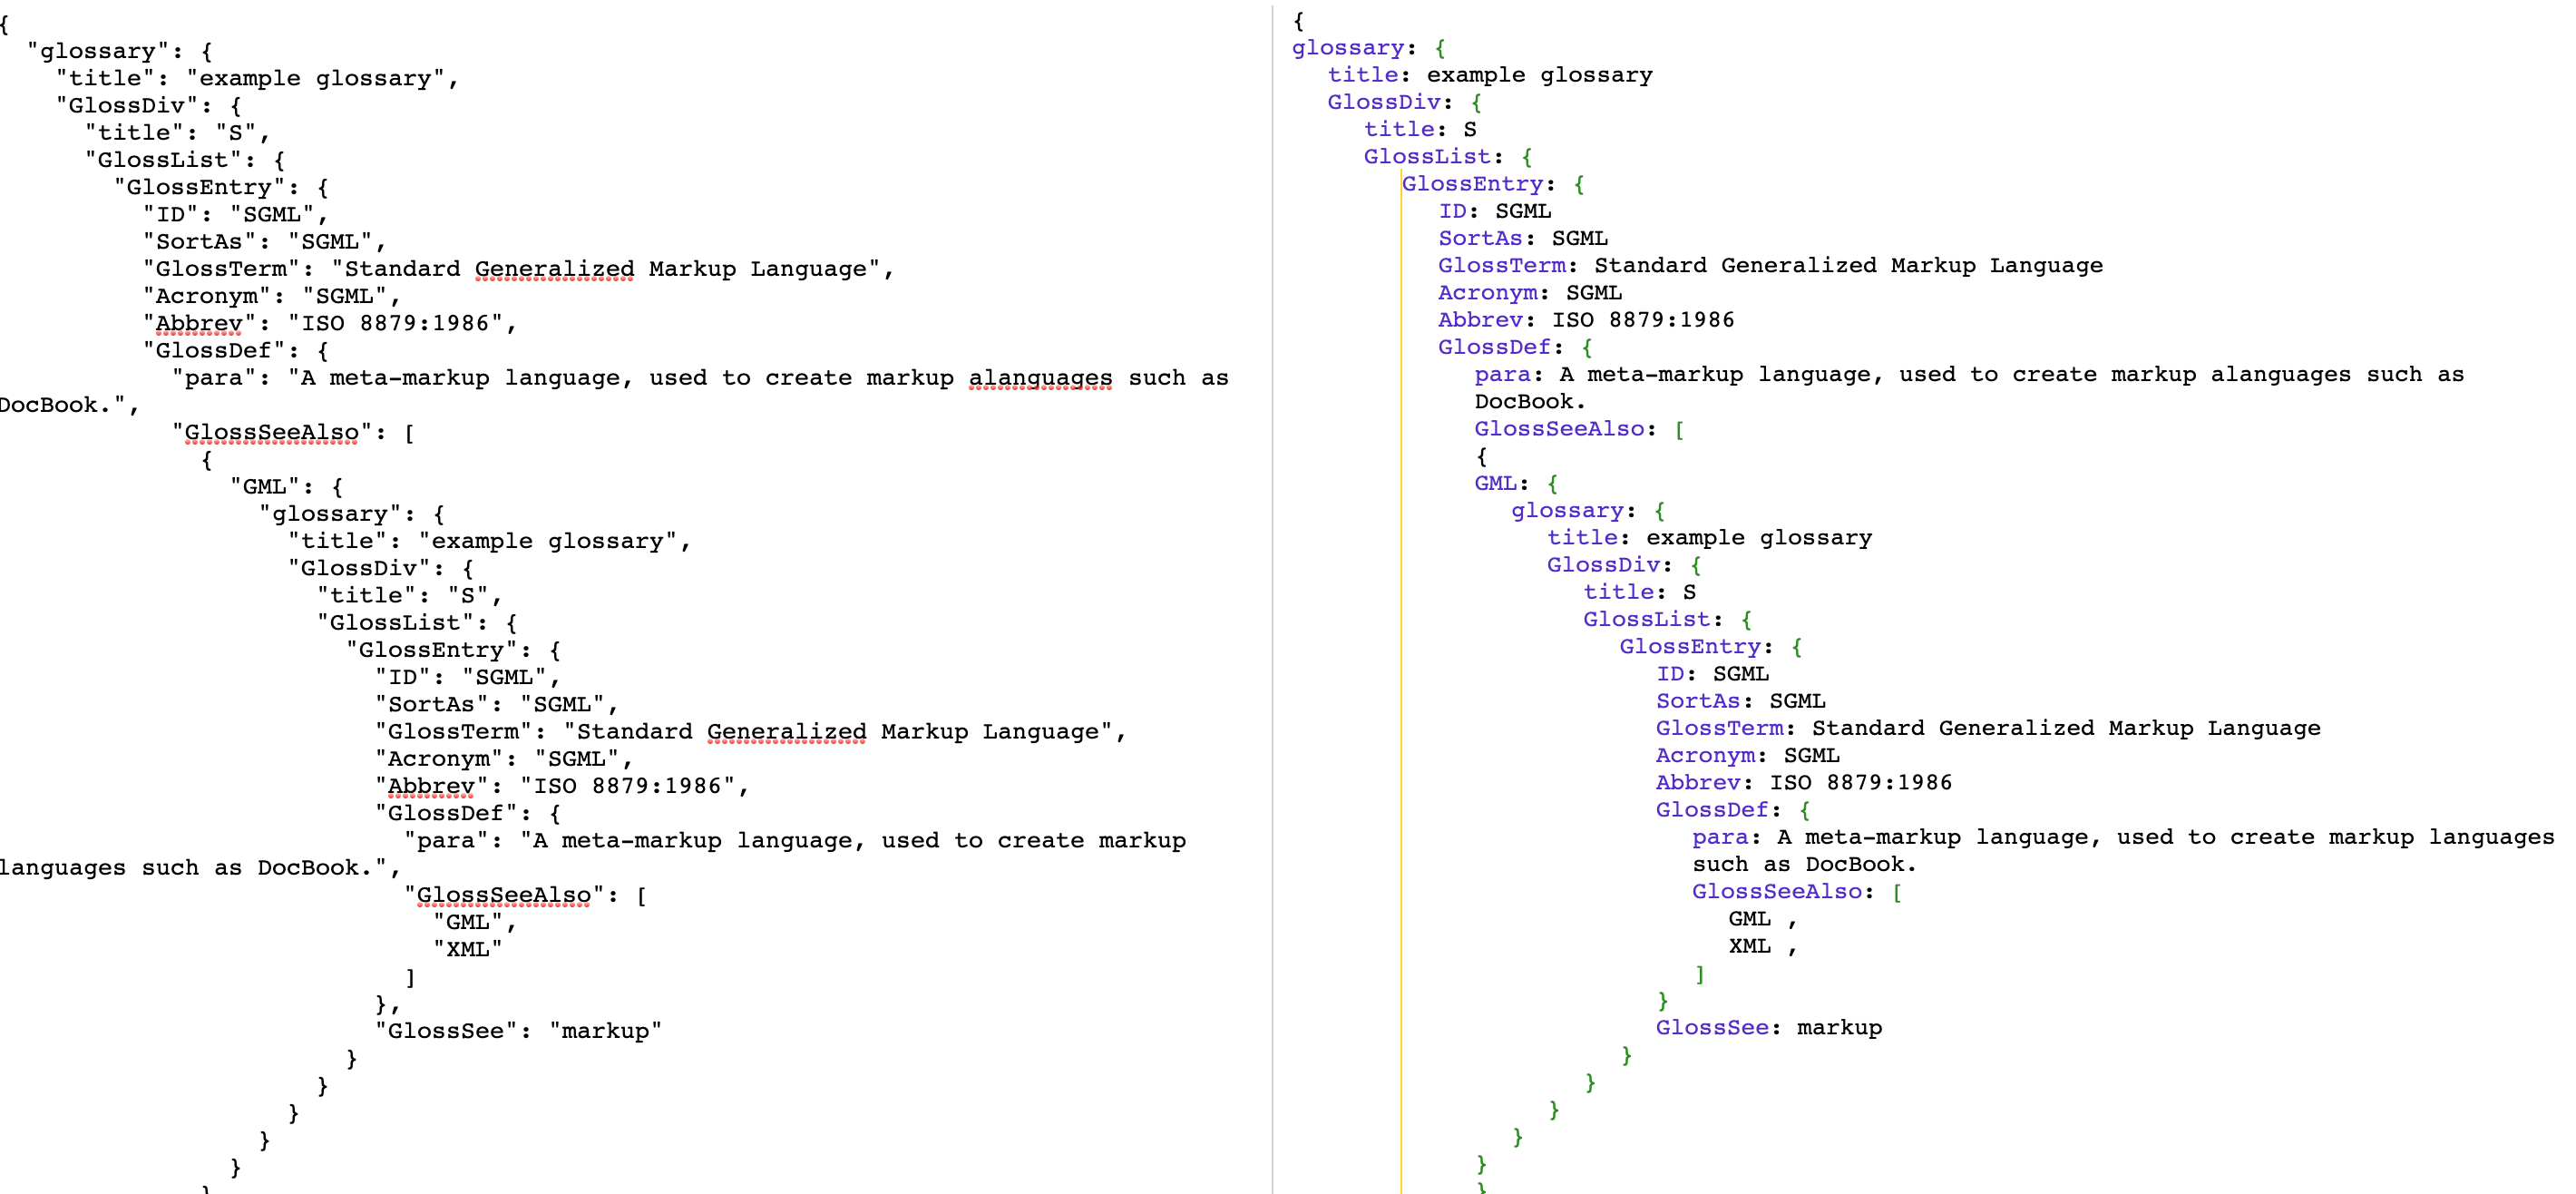 {
"glossary": {
"title": "example glossary",
"GlossDiv": {
"title": "S",
"GlossList": {
"GlossEntry": {
"ID": "SGML",
"SortAs": "SGML",
"GlossTerm": "Standard Generalized Markup Language",
"Acronym": "SGML",
"Abbrev": "ISO 8879:1986",
"GlossDef": {
"para": "A meta-markup language, used to create markup alanguages such as
DocBook.",
"GlossSeeAlso": [
{
"GML": {
"glossary": {
"title": "example glossary",
"GlossDiv": {
"title": "S",
"GlossList": {
"GlossEntry": {
"ID": "SGML",
"SortAs": "SGML",
"GlossTerm": "Standard Generalized Markup Language",
"Acronym": "SGML",
"Abbrev": "ISO 8879:1986",
"GlossDef": {
"para": "A meta-markup language, used to create markup
languages such as DocBook.",
"GlossSeeAlso": [
"GML",
"XML"
]
},
"GlossSee": "markup"
}
}
}
}
}
}
{
glossary: {
title: example glossary
GlossDiv: {
title: S
GlossList: {
GlossEntry: {
ID: SGML
SortAs: SGML
GlossTerm: Standard Generalized Markup Language
Acronym: SGML
Abbrev: ISO 8879:1986
GlossDef: {
para: A meta-markup language, used to create markup alanguages such as
DocBook.
GlossSeeAlso: [
{
GML: {
glossary: {
title: example glossary
GlossDiv: {
title: S
GlossList: {
GlossEntry: {
ID: SGML
SortAs: SGML
GlossTerm: Standard Generalized Markup Language
Acronym: SGML
Abbrev: ISO 8879:1986
GlossDef: {
para: A meta-markup language, used to create markup languages
such as DocBook.
GlossSeeAlso: [
GML ,
XML ,
]
}
GlossSee: markup
}
}
}
}
}
}